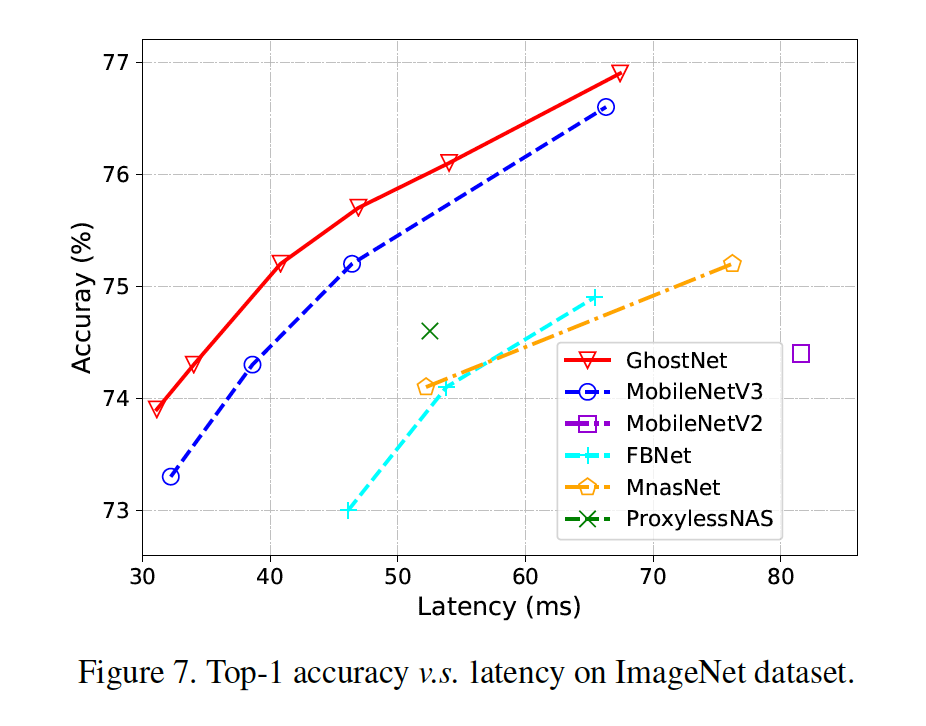 77
76
75
74
73
Accuray (%)
30 40 50 60 70 80
Latency (ms)
GhostNet
MobileNetV3
MobileNetV2
FBNet
MnasNet
ProxylessNAS
Figure 7. Top-1 accuracy v.s. latency on ImageNet dataset.